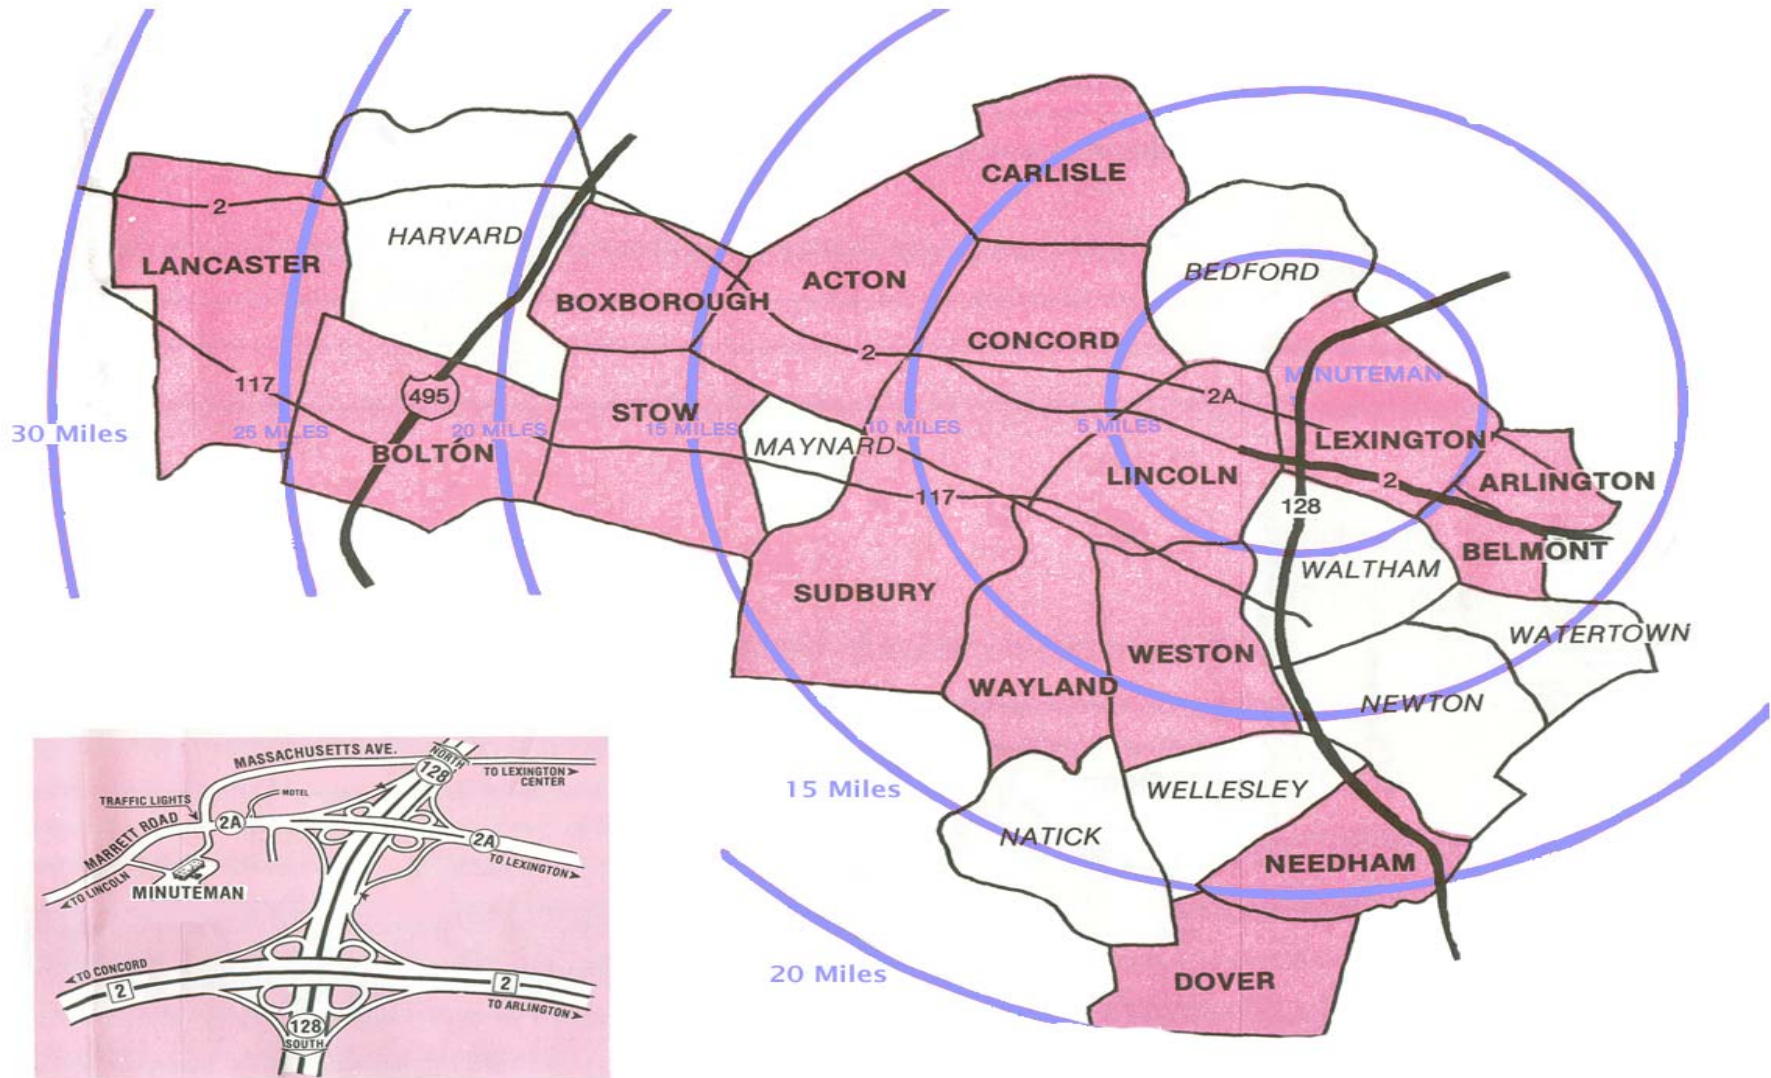 CARLISLE
2
HARVARD
LANCASTER
BEDFORD
ACTON
BOXBOROUGH
CONCORD
2
MINUTEMAN
117
495
2A
STOW
30 Miles
25 MILES
20 MILES
15 MILES
10 MILES
5 MILES
BOLTON
MAYNARD
LEXINGTON
LINCOLN
2
ARLINGTON
117
128
BELMONT
WALTHAM
SUDBURY
WATERTOWN
WESTON
WAYLAND
NEWTON
15 Miles
WELLESLEY
NATICK
NEEDHAM
20 Miles
DOVER
MASSACHUSETTS AVE.
NORTH
128
TO LEXINGTON
CENTER
TRAFFIC LIGHTS
MOTEL
2A
MARRETT ROAD
2A
TO LEXINGTON
TO LINCOLN
MINUTEMAN
TO CONCORD
2
2
TO ARLINGTON
128
SOUTH